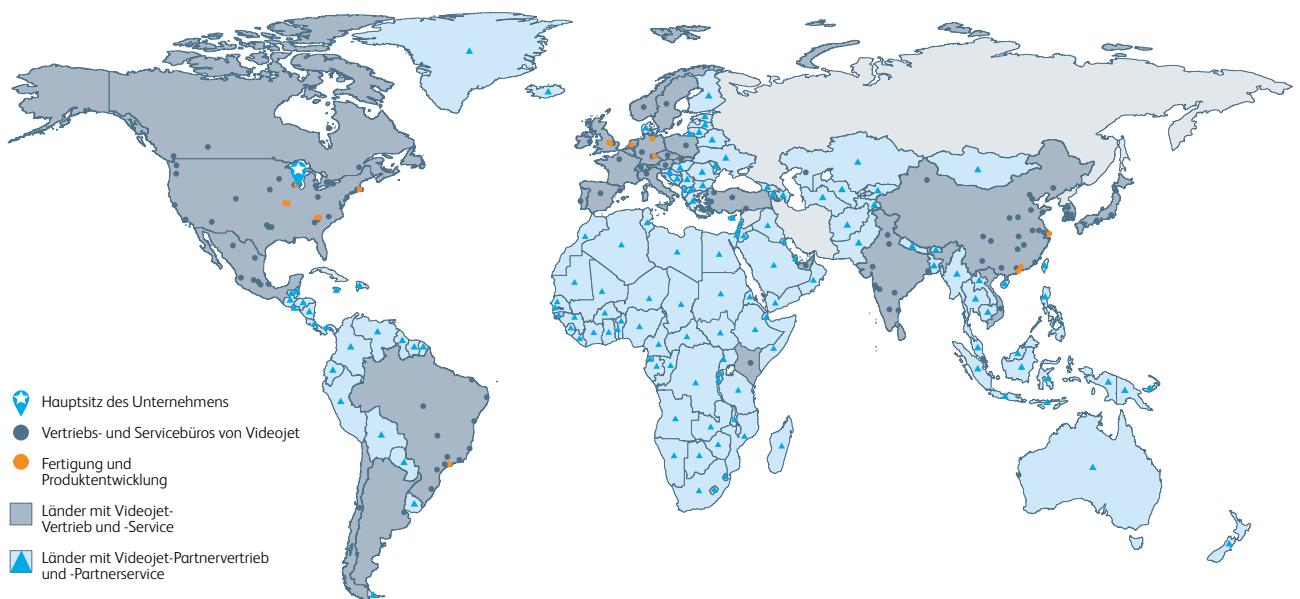 Hauptsitz des Unternehmens
Vertriebs- und Servicebüros von Videojet
Fertigung und
Produktentwicklung
Länder mit Videojet-
Vertrieb und -Service
Länder mit Videojet-Partnervertrieb
und -Partnerservice